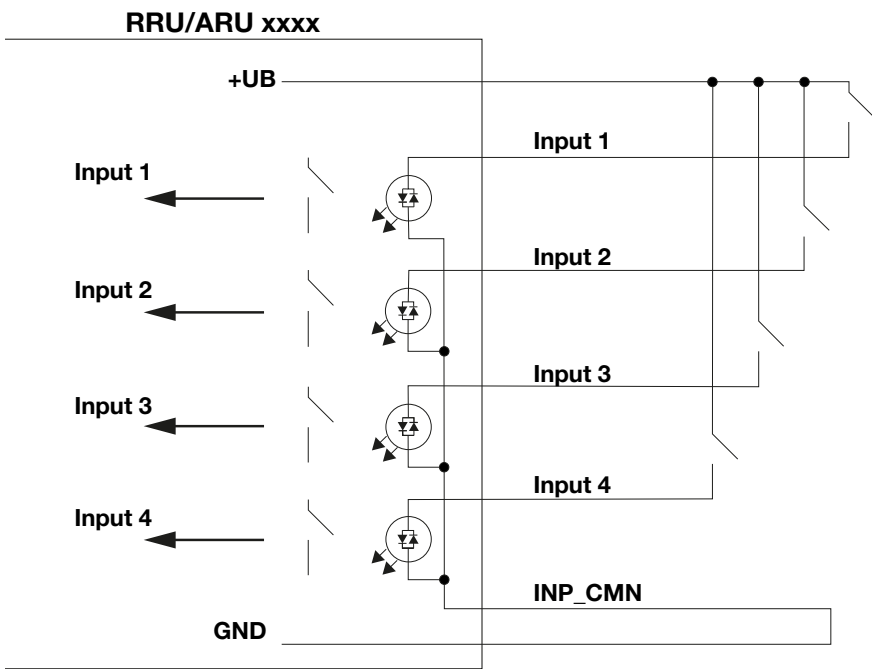 RRU/ARU xxxx
+UB
Input 1
Input 1
Input 2
Input 2
Input 3
Input 3
Input 4
Input 4
INP_CMN
GND